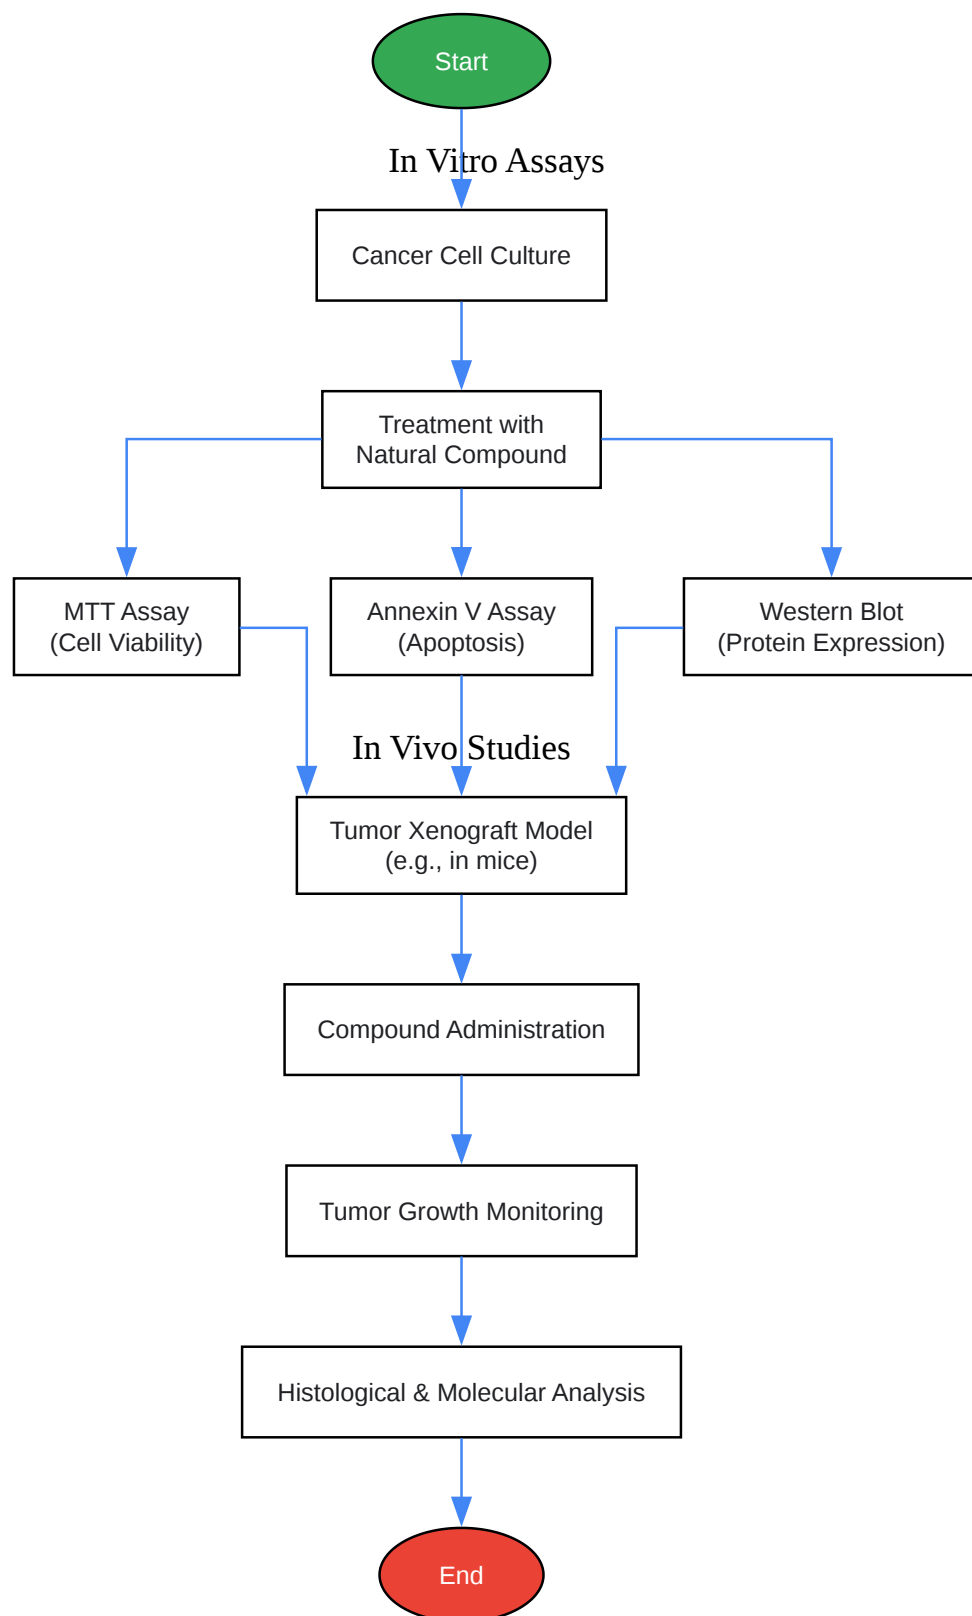 Start
In Vitro Assays
Cancer Cell Culture
Treatment with
Natural Compound
MTT Assay
(Cell Viability)
Annexin V Assay
(Apoptosis)
Western Blot
(Protein Expression)
In Vivo Studies
Tumor Xenograft Model
(e.g., in mice)
Compound Administration
Tumor Growth Monitoring
Histological & Molecular Analysis
End